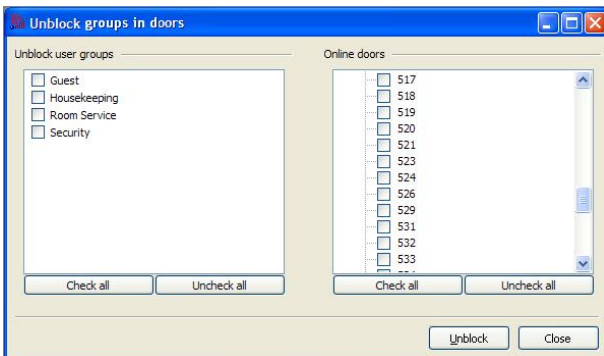 Unblock groups in doors
Unblock user groups
Guest
Housekeeping
Room Service
Security
Check all
Uncheck all
Online doors
517
518
519
520
521
523
524
526
529
531
532
533
Check all
Uncheck all
Unblock
Close